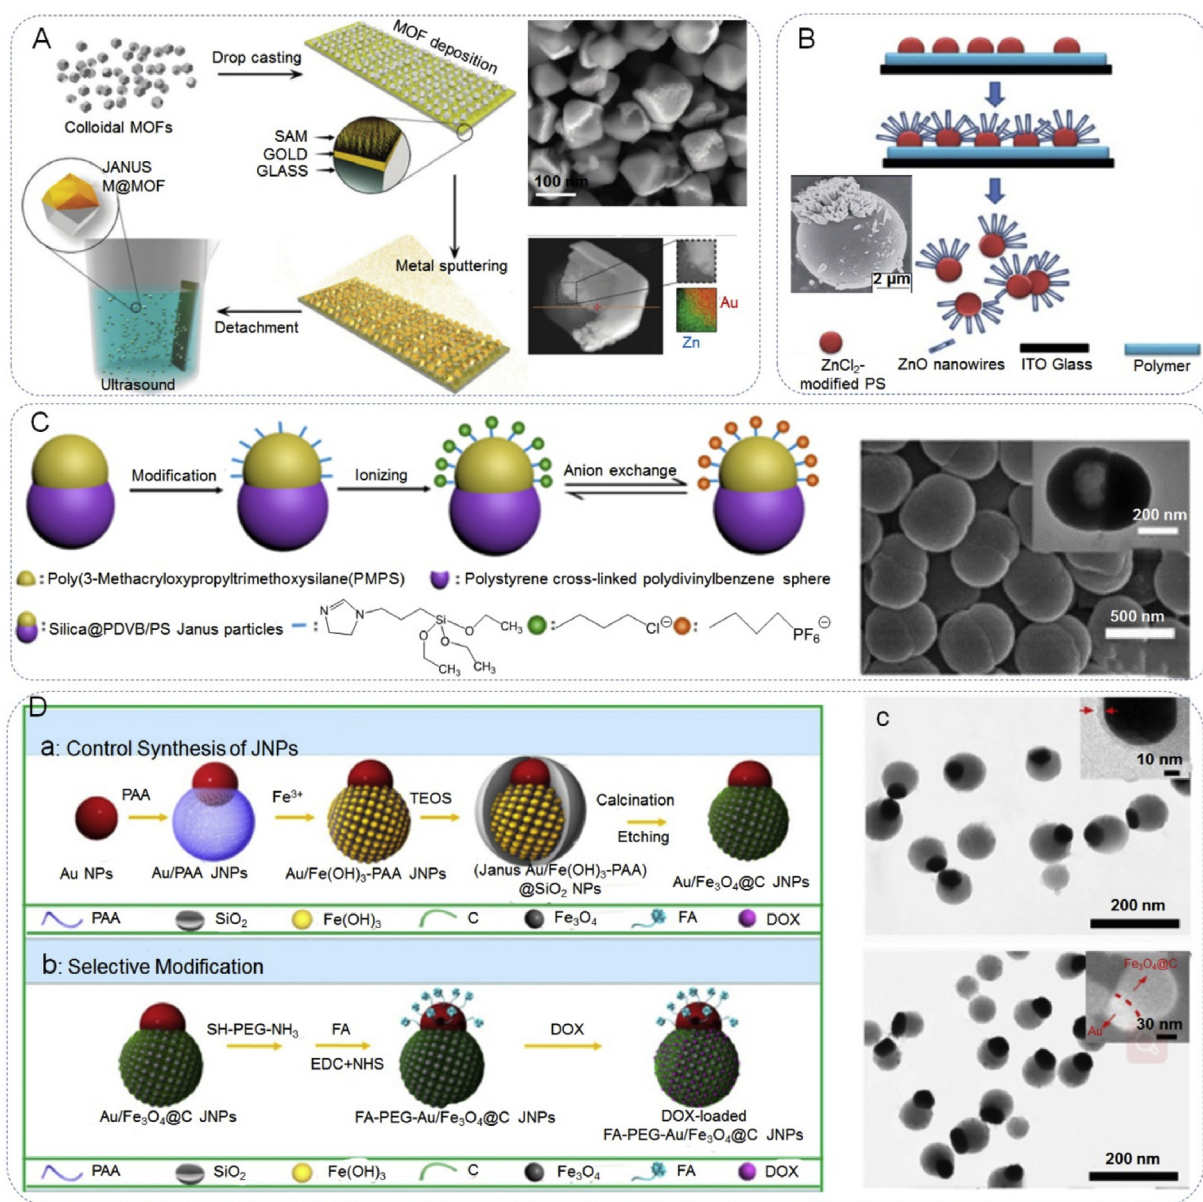 A
Colloidal MOFs
Drop casting
MOF deposition
SAM
GOLD
GLASS
JANUS
M@MOF
Metal sputtering
Detachment
Ultrasound
100 nm
Au
Zn
B
2 μm
ZnCl₂-
modified PS
ZnO nanowires
ITO Glass
Polymer
C
Modification
Ionizing
Anion exchange
: Poly(3-Methacryloxypropyltrimethoxysilane(PMPS)
: Polystyrene cross-linked polydivinylbenzene sphere
: Silica@PDVB/PS Janus particles
:
N
N
Si
O
CH₃
O
O
CH₃
CH₃
:
Cl⊖
:
PF₆⊖
200 nm
500 nm
D
a: Control Synthesis of JNPs
PAA
Fe³⁺
TEOS
Calcination
Etching
Au NPs
Au/PAA JNPs
Au/Fe(OH)₃-PAA JNPs
(Janus Au/Fe(OH)₃-PAA)
@SiO₂ NPs
Au/Fe₃O₄@C JNPs
PAA
SiO₂
Fe(OH)₃
C
Fe₃O₄
FA
DOX
b: Selective Modification
SH-PEG-NH₃
FA
EDC+NHS
DOX
Au/Fe₃O₄@C JNPs
FA-PEG-Au/Fe₃O₄@C JNPs
DOX-loaded
FA-PEG-Au/Fe₃O₄@C JNPs
PAA
SiO₂
Fe(OH)₃
C
Fe₃O₄
FA
DOX
c
10 nm
200 nm
Fe₃O₄@C
Au
30 nm
200 nm